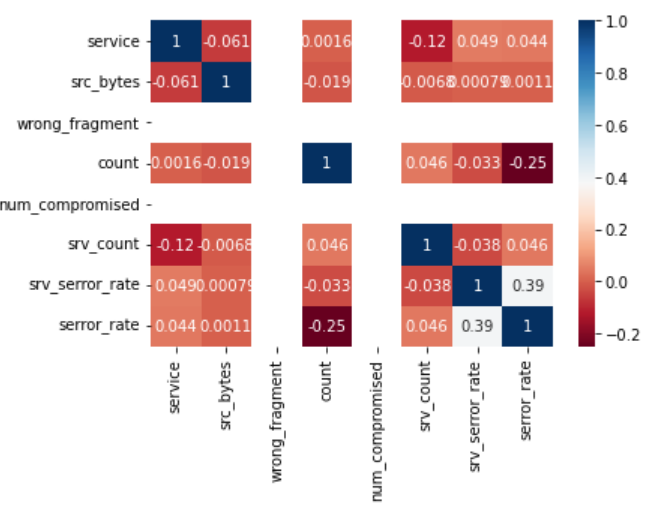 service 1 -0.061 0.0016 -0.12 0.049 0.044
src_bytes -0.061 1 -0.019 -0.0068 0.00079 0.0011
wrong_fragment
count 0.0016 -0.019 1 0.046 -0.033 -0.25
num_compromised
srv_count -0.12 -0.0068 0.046 1 -0.038 0.046
srv_serror_rate 0.049 0.00079 -0.033 -0.038 1 0.39
serror_rate 0.044 0.0011 -0.25 0.046 0.39 1
service
src_bytes
wrong_fragment
count
num_compromised
srv_count
srv_serror_rate
serror_rate
1.0
0.8
0.6
0.4
0.2
0.0
−0.2